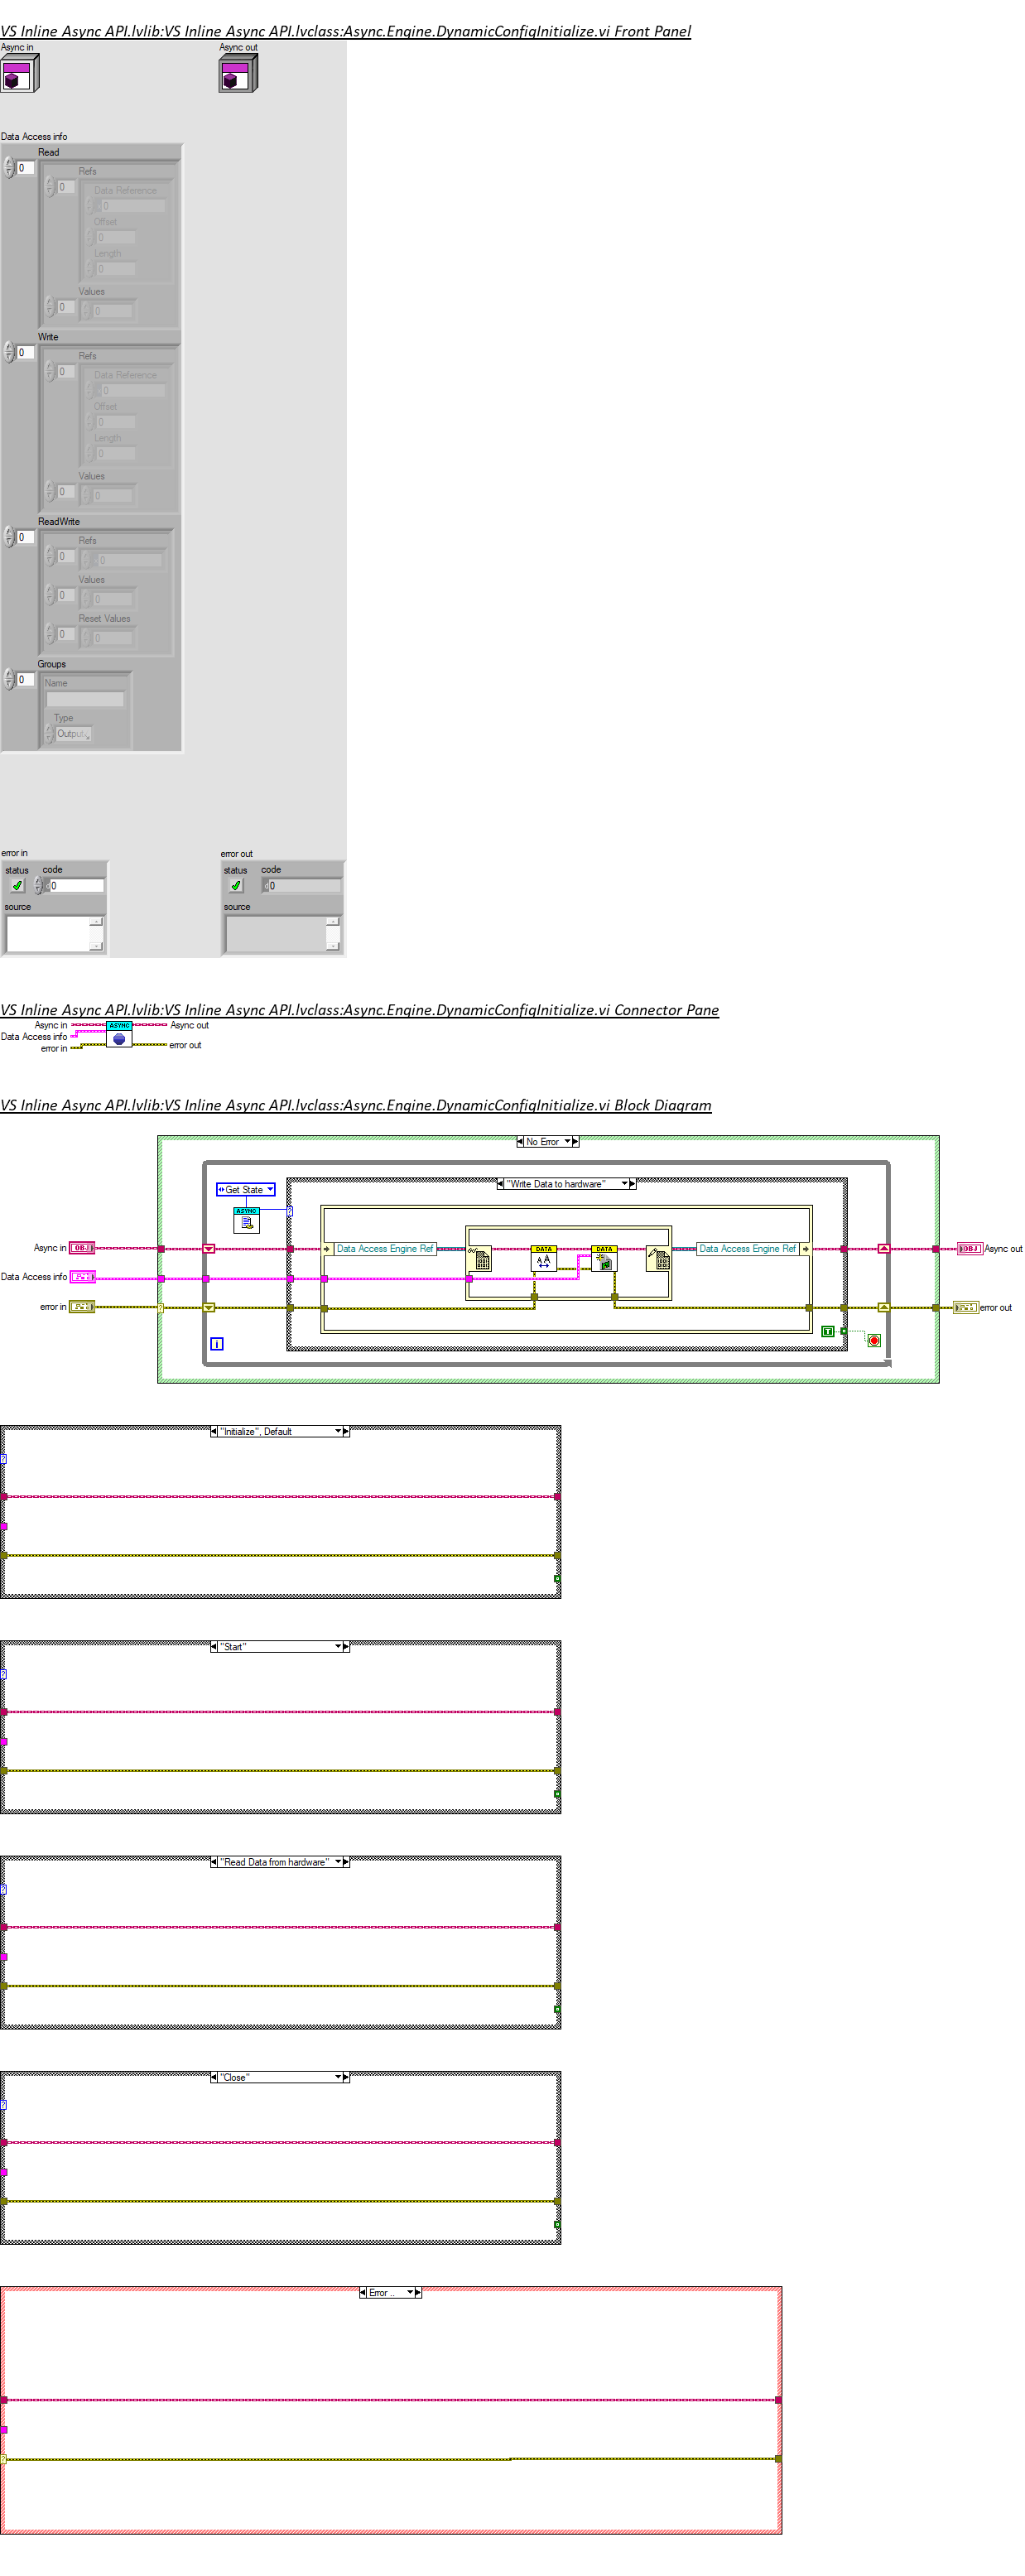 VS Inline Async API.lvlib:VS Inline Async API.lvclass:Async.Engine.DynamicConfigInitialize.vi Front Panel
Async in
Async out
Data Access info
Read
0
Refs
0
Data Reference
0
Offset
0
Length
0
Values
0
0
Write
0
Refs
0
Data Reference
0
Offset
0
Length
0
Values
0
0
ReadWrite
0
Refs
0
0
Values
0
0
Reset Values
0
0
Groups
0
Name
Type
Output
error in
status
code
0
source
error out
status
code
0
source
VS Inline Async API.lvlib:VS Inline Async API.lvclass:Async.Engine.DynamicConfigInitialize.vi Connector Pane
Async in
ASYNC
Async out
Data Access info
error in
error out
VS Inline Async API.lvlib:VS Inline Async API.lvclass:Async.Engine.DynamicConfigInitialize.vi Block Diagram
No Error
Get State
"Write Data to hardware"
ASYNC
?
Async in
OBJ
Data Access Engine Ref
DATA
DATA
Data Access Engine Ref
OBJ
Async out
Data Access info
error in
?
error out
T
i
"Initialize", Default
?
"Start"
?
"Read Data from hardware"
?
"Close"
?
Error ..
?